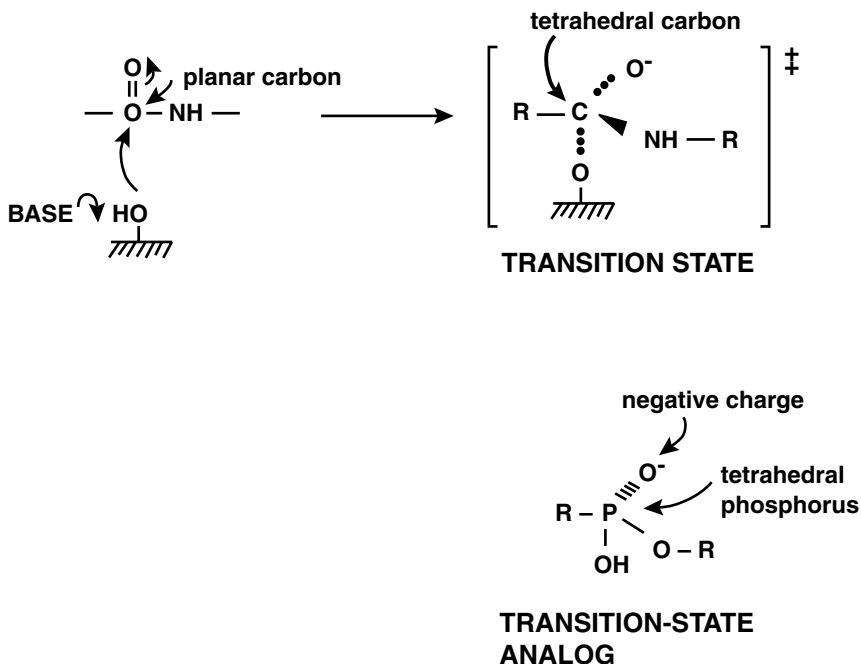 tetrahedral carbon
O
planar carbon
O
NH
BASE
HO
R
C
O-
NH
R
O
‡
TRANSITION STATE
negative charge
O-
tetrahedral
phosphorus
R – P
OH
O – R
TRANSITION-STATE
ANALOG